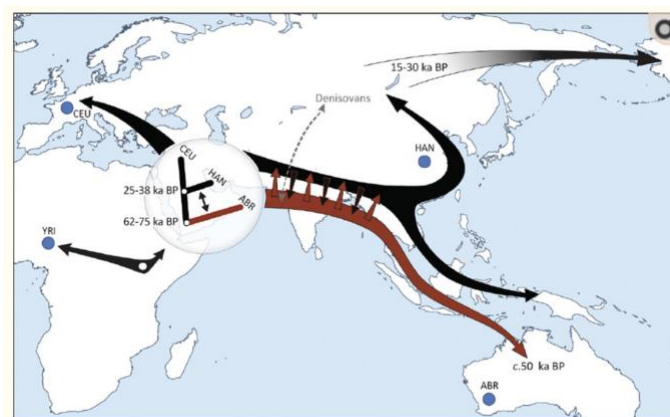 15-30 ka BP
Denisovans
CEU
HAN
CEU
HAN
25-38 ka BP
ABR
62-75 ka BP
YRI
c.50 ka BP
ABR